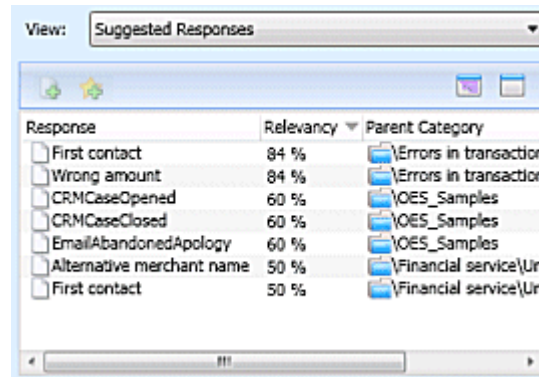 View: Suggested Responses
Response Relevancy Parent Category
First contact 84 % \Errors in transaction
Wrong amount 84 % \Errors in transaction
CRMCaseOpened 60 % \OES_Samples
CRMCaseClosed 60 % \OES_Samples
EmailAbandonedApology 60 % \OES_Samples
Alternative merchant name 50 % \Financial service\Ur
First contact 50 % \Financial service\Ur